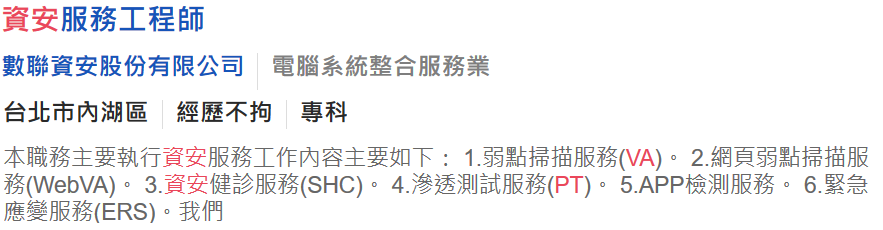 資安服務工程師
數聯資安股份有限公司 電腦系統整合服務業
台北市內湖區 經歷不拘 專科
本職務主要執行資安服務工作內容主要如下： 1.弱點掃描服務(VA)。 2.網頁弱點掃描服
務(WebVA)。 3.資安健診服務(SHC)。 4.滲透測試服務(PT)。 5.APP檢測服務。 6.緊急
應變服務(ERS)。我們